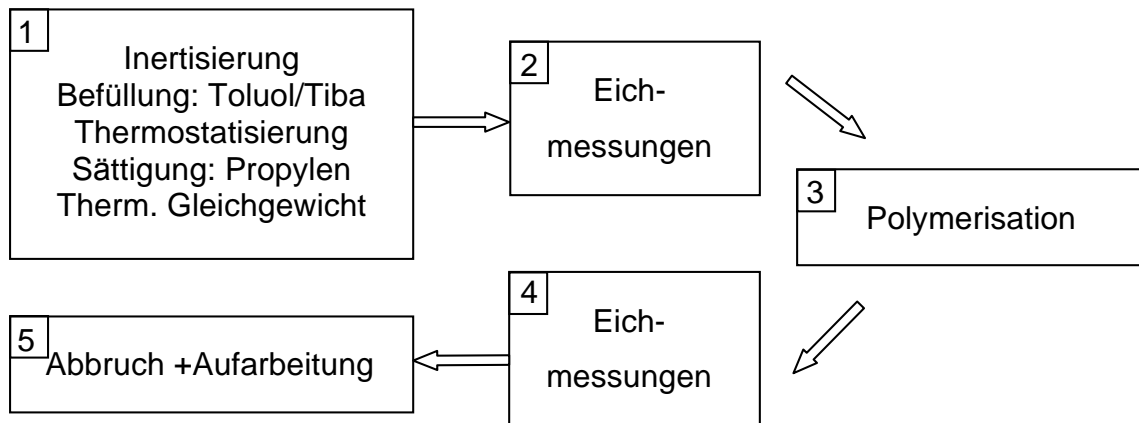 1
Inertisierung
Befüllung: Toluol/Tiba
Thermostatisierung
Sättigung: Propylen
Therm. Gleichgewicht
2
Eich-
messungen
3
Polymerisation
4
Eich-
messungen
5
Abbruch +Aufarbeitung